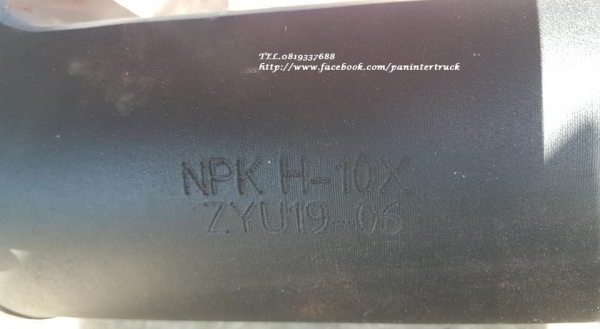 TEL.0819337688
http://www.facebook.com/panintertruck
NPK H-10X
ZYU19-06